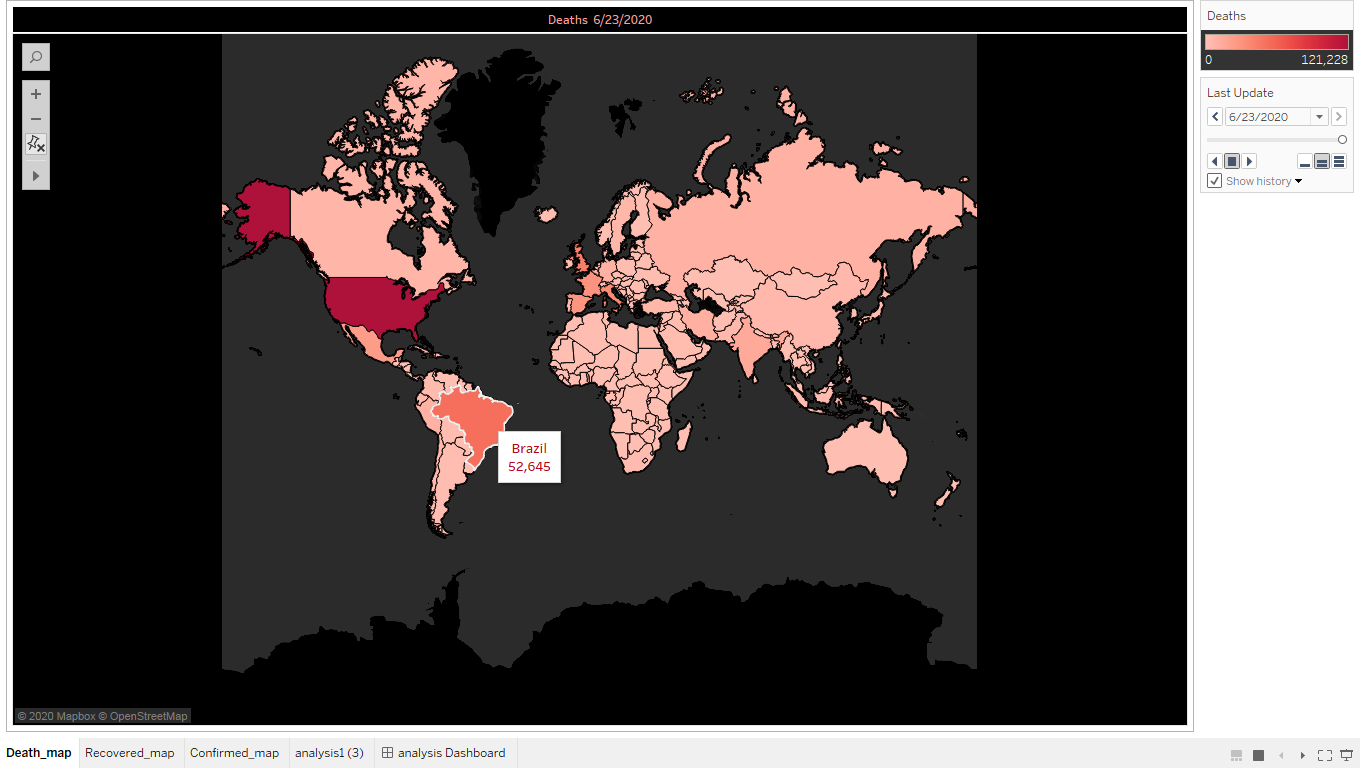 Deaths 6/23/2020
Brazil
52,645
© 2020 Mapbox © OpenStreetMap
Deaths
0 121,228
Last Update
6/23/2020
Show history
Death_map Recovered_map Confirmed_map analysis1 (3) analysis Dashboard